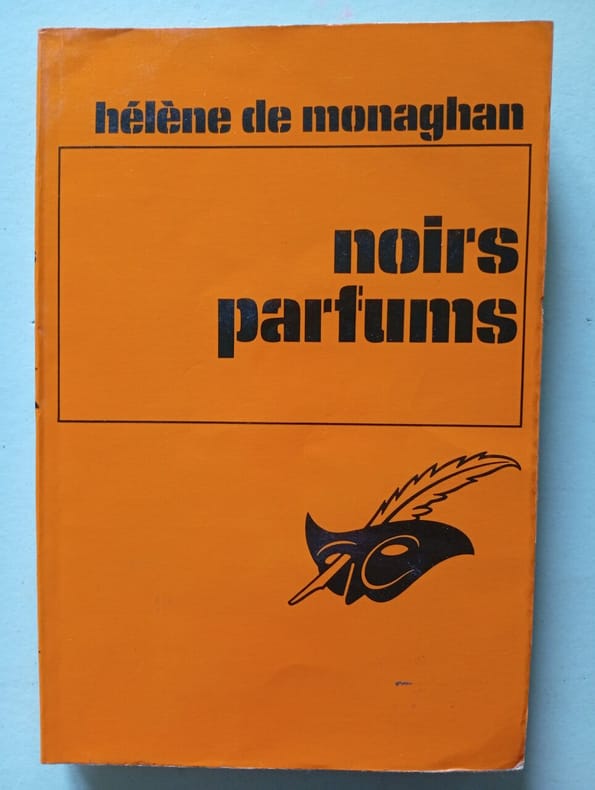 hélène de monaghan
noirs
parfums